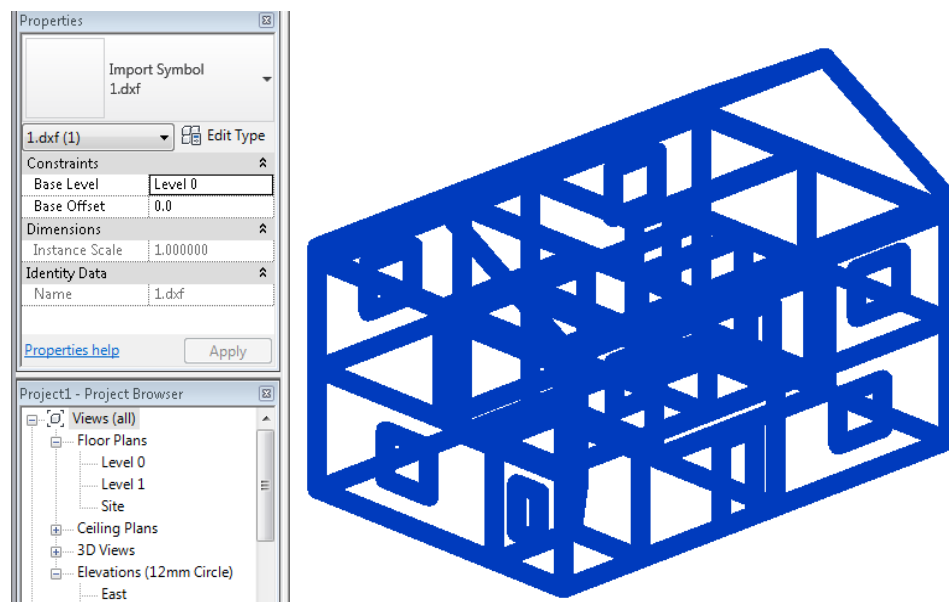 Properties
Import Symbol
1.dxf
1.dxf (1)
Edit Type
Constraints
Base Level Level 0
Base Offset 0.0
Dimensions
Instance Scale 1.000000
Identity Data
Name 1.dxf
Properties help
Apply
Project1 - Project Browser
Views (all)
Floor Plans
Level 0
Level 1
Site
Ceiling Plans
3D Views
Elevations (12mm Circle)
East